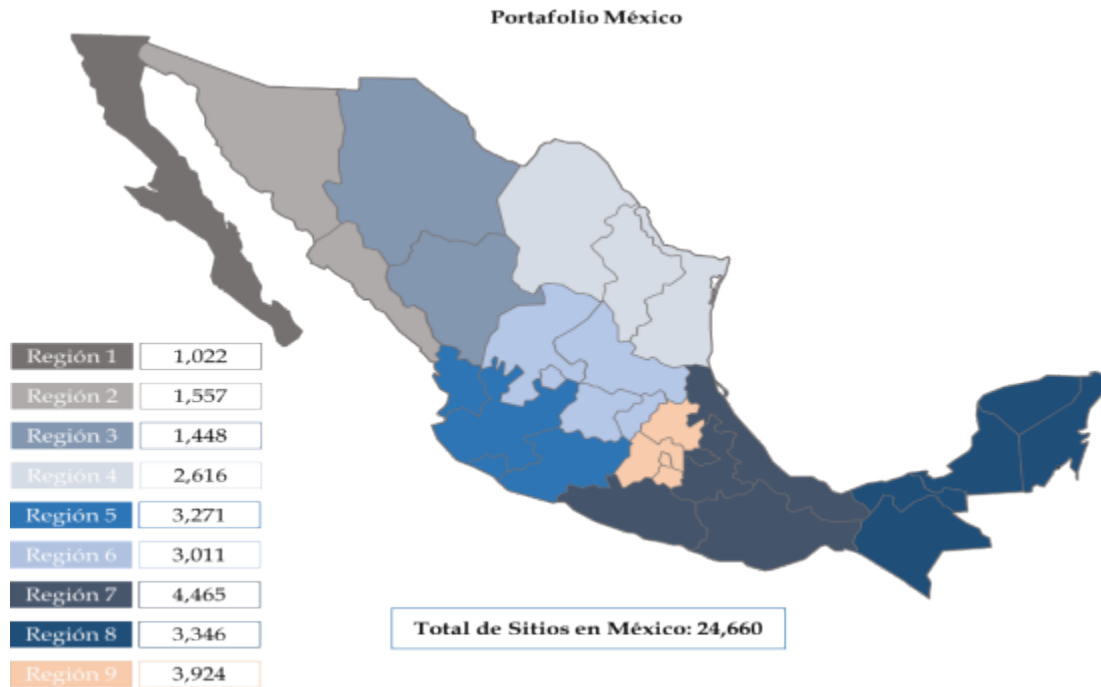 Portafolio México
Región 1 1,022
Región 2 1,557
Región 3 1,448
Región 4 2,616
Región 5 3,271
Región 6 3,011
Región 7 4,465
Región 8 3,346
Región 9 3,924
Total de Sitios en México: 24,660